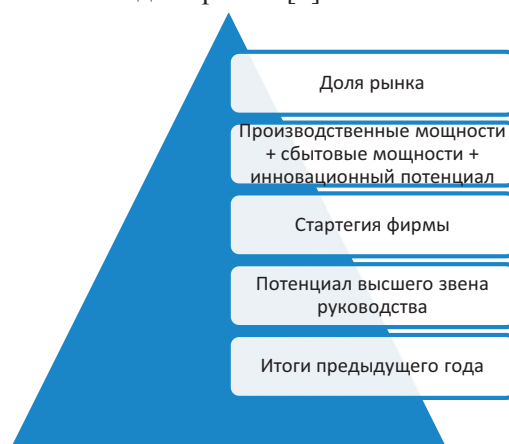 Доля рынка
Производственные мощности
+ сбытовые мощности +
инновационный потенциал
Стартегия фирмы
Потенциал высшего звена
руководства
Итоги предыдущего года